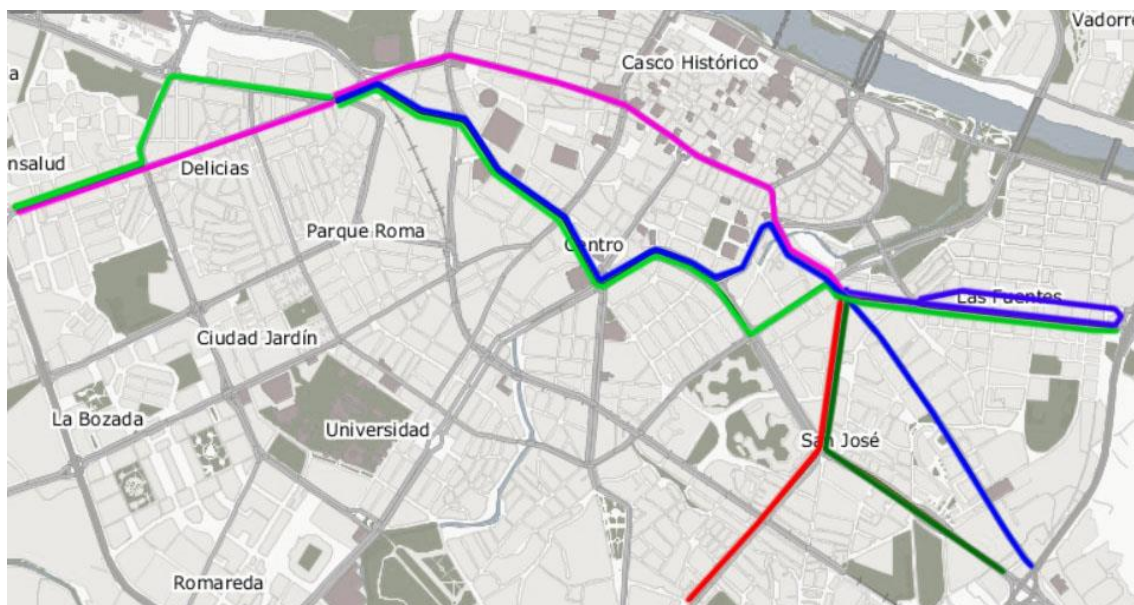 Vadorr
Casco Histórico
a
nsalud
Delicias
Parque Roma
Centro
Las Fuentes
Ciudad Jardín
La Bozada
Universidad
San José
Romareda